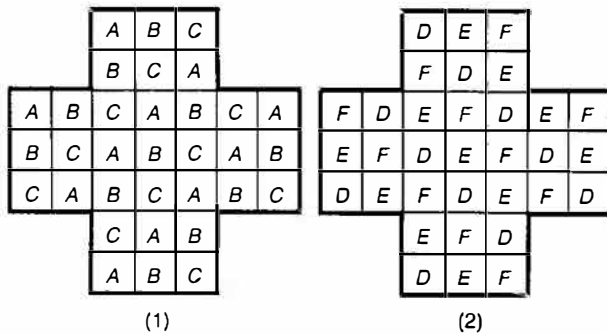 A B C D E F
B C A F D E
A B C A B C A F D E F D E F
B C A B C A B E F D E F D E
C A B C A B C D E F D E F D
C A B E F D
A B C D E F
(1) (2)